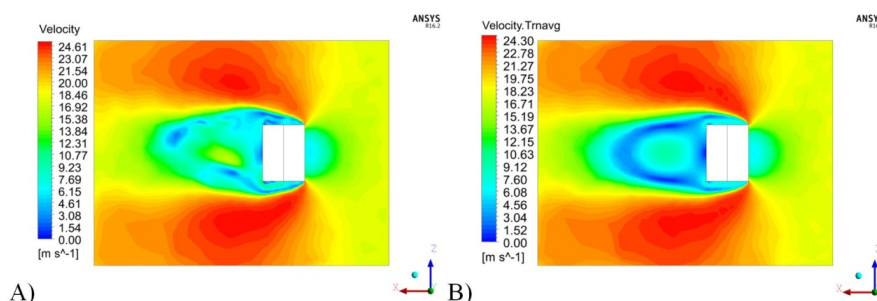 Velocity
24.61
23.07
21.54
20.00
18.46
16.92
15.38
13.84
12.31
10.77
9.23
7.69
6.15
4.61
3.08
1.54
0.00
[m s^-1]
ANSYS
R16.2
Z
X
A)
Velocity.Trnavg
24.30
22.78
21.27
19.75
18.23
16.71
15.19
13.67
12.15
10.63
9.12
7.60
6.08
4.56
3.04
1.52
0.00
[m s^-1]
ANSY
R16
Z
X
B)